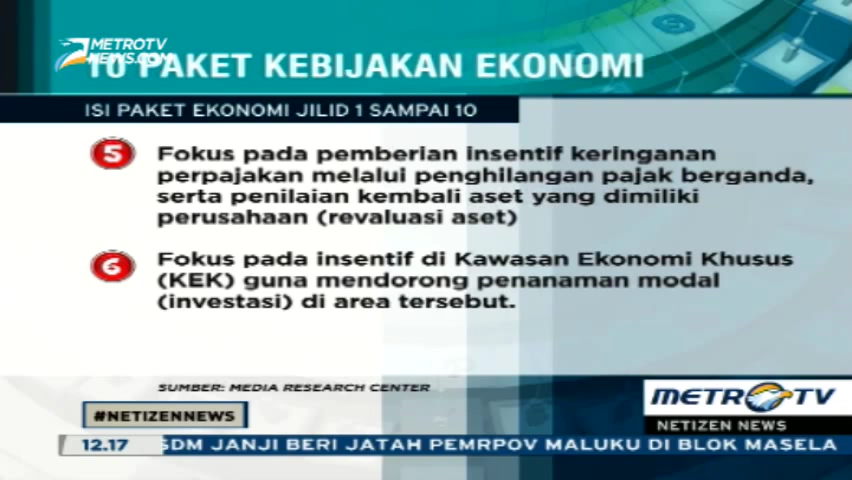 METROTV
NEWS.COM
10 PAKET KEBIJAKAN EKONOMI
ISI PAKET EKONOMI JILID 1 SAMPAI 10
5 Fokus pada pemberian insentif keringanan
perpajakan melalui penghilangan pajak berganda,
serta penilaian kembali aset yang dimiliki
perusahaan (revaluasi aset)
6 Fokus pada insentif di Kawasan Ekonomi Khusus
(KEK) guna mendorong penanaman modal
(investasi) di area tersebut.
SUMBER: MEDIA RESEARCH CENTER
#NETIZENNEWS
METROTV
NETIZEN NEWS
12.17 SDM JANJI BERI JATAH PEMRPOV MALUKU DI BLOK MASELA